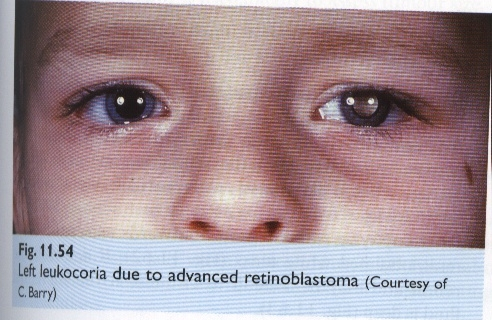 Fig. 11.54
Left leukocoria due to advanced retinoblastoma (Courtesy of
C. Barry)